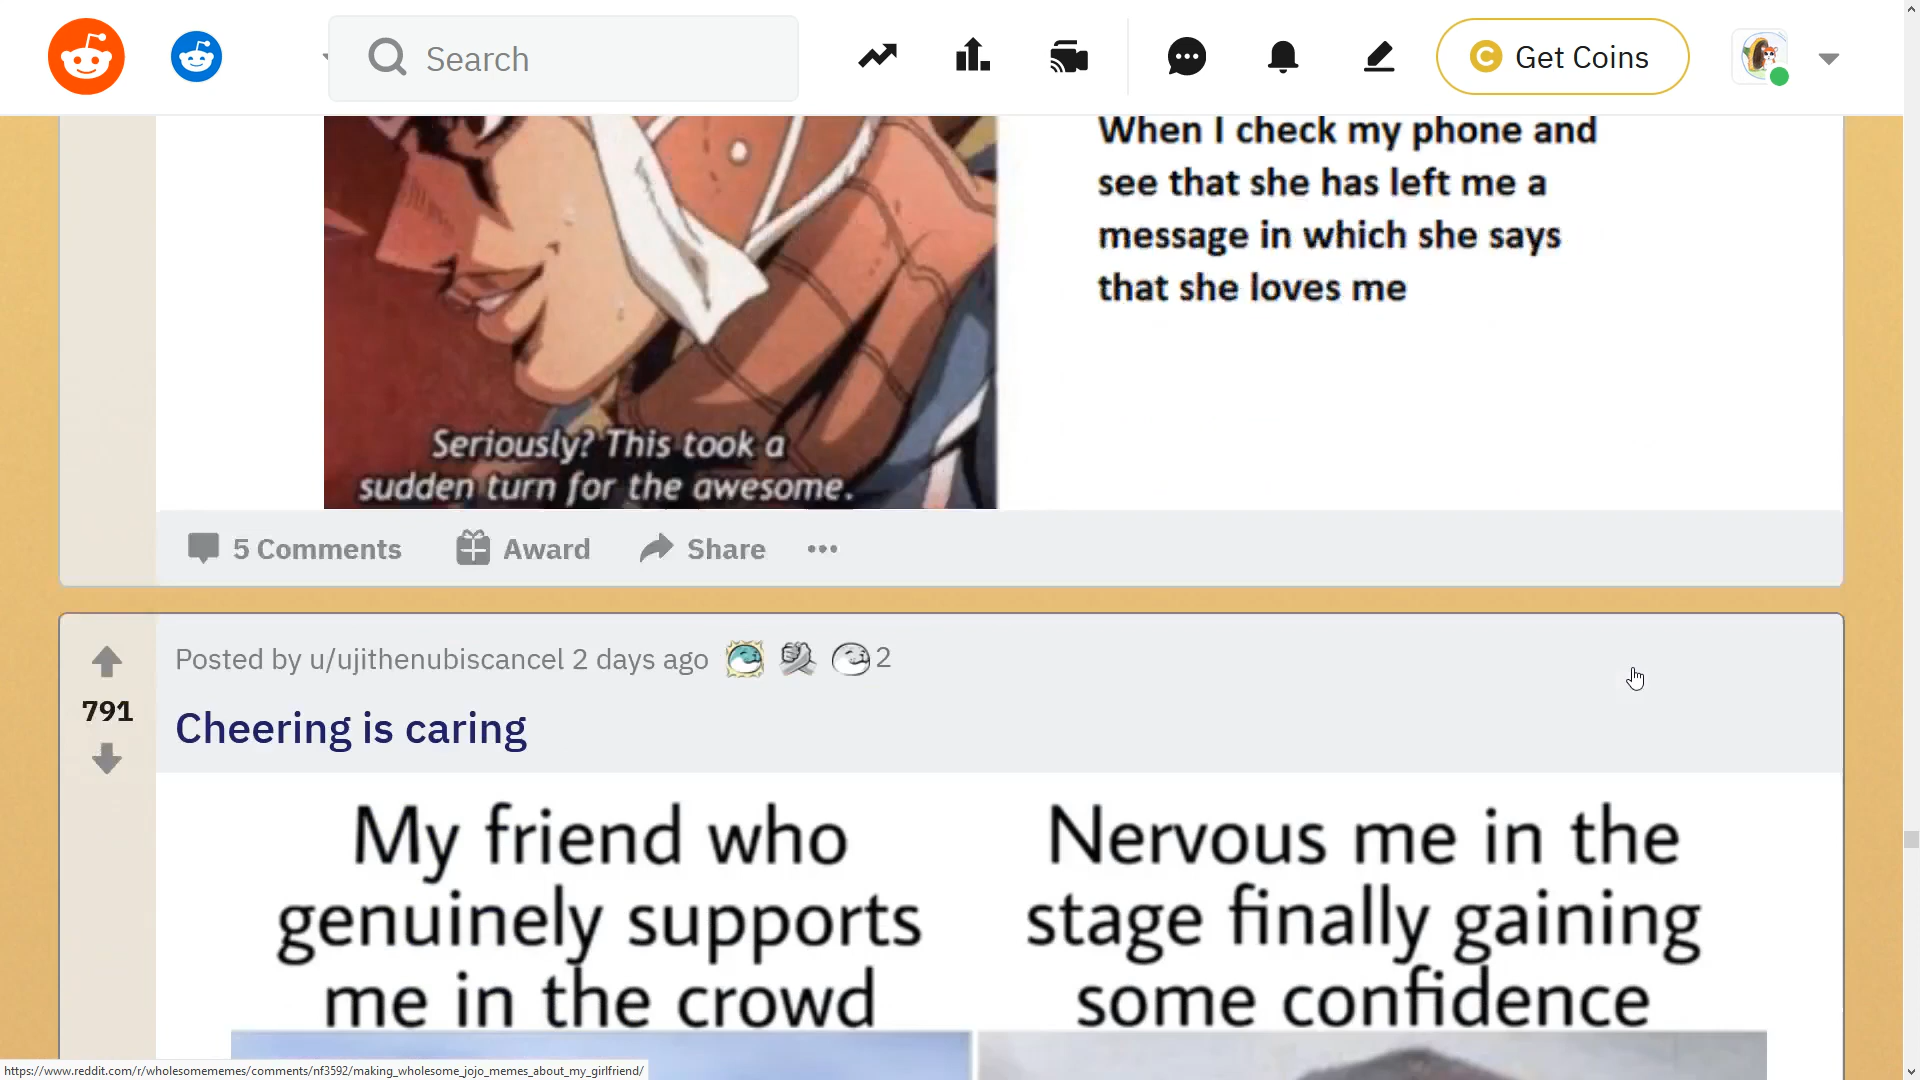 Search
Get Coins
When I check my phone and
see that she has left me a
message in which she says
that she loves me
Seriously? This took a
sudden turn for the awesome.
5 Comments
Award
Share
791
Posted by u/ujithenubiscancel 2 days ago
2
Cheering is caring
My friend who
genuinely supports
me in the crowd
Nervous me in the
stage finally gaining
some confidence
https://www.reddit.com/r/wholesomememes/comments/nf3592/making_wholesome_jojo_memes_about_my_girlfriend/